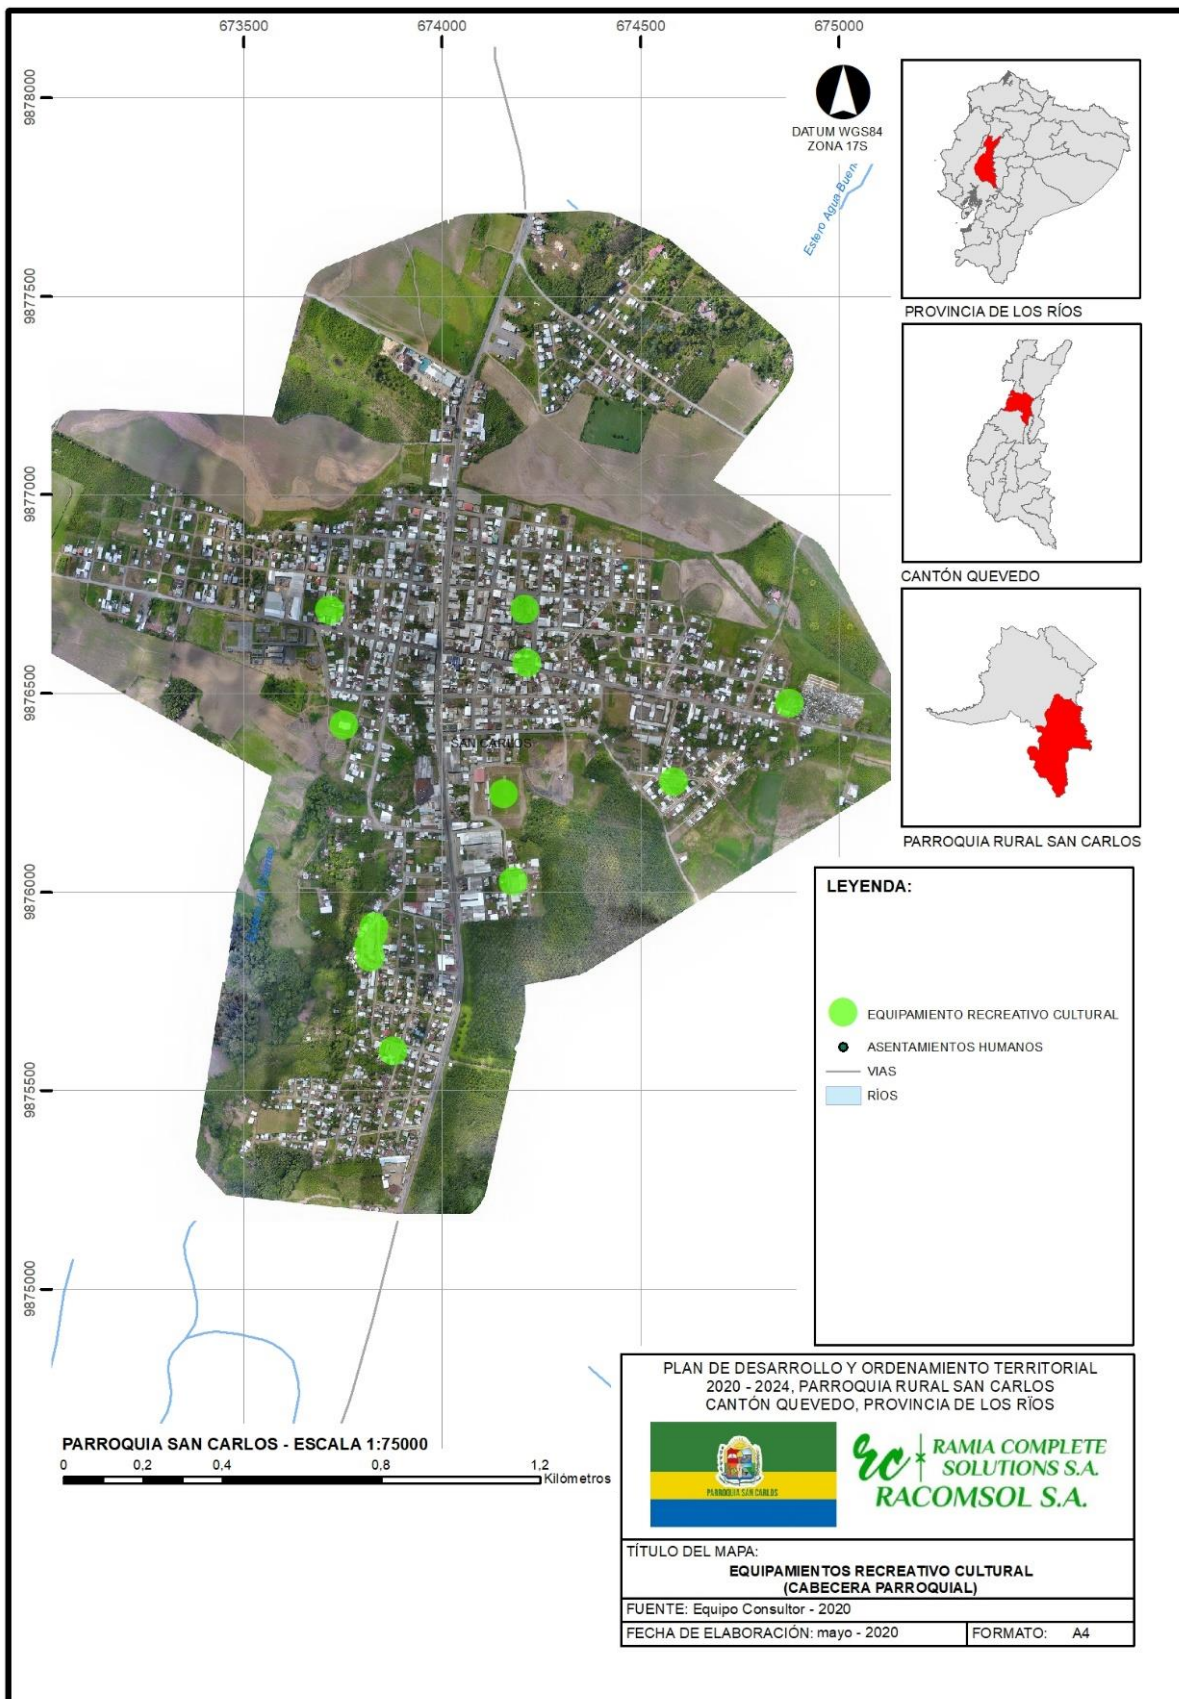 673500
674000
674500
675000
9878000
9877500
9877000
9876500
9876000
9875500
9875000
DATUM WGS84
ZONA 17S
Estero Agua Buena
SAN CARLOS
PROVINCIA DE LOS RÍOS
CANTÓN QUEVEDO
PARROQUIA RURAL SAN CARLOS
LEYENDA:
EQUIPAMIENTO RECREATIVO CULTURAL
ASENTAMIENTOS HUMANOS
VIAS
RÍOS
PARROQUIA SAN CARLOS - ESCALA 1:75000
0 0,2 0,4 0,8 1,2
Kilómetros
PLAN DE DESARROLLO Y ORDENAMIENTO TERRITORIAL
2020 - 2024, PARROQUIA RURAL SAN CARLOS
CANTÓN QUEVEDO, PROVINCIA DE LOS RÏOS
PARROQUIA SAN CARLOS
rc RAMIA COMPLETE
SOLUTIONS S.A.
RACOMSOL S.A.
TÍTULO DEL MAPA:
EQUIPAMIENTOS RECREATIVO CULTURAL
(CABECERA PARROQUIAL)
FUENTE: Equipo Consultor - 2020
FECHA DE ELABORACIÓN: mayo - 2020
FORMATO: A4